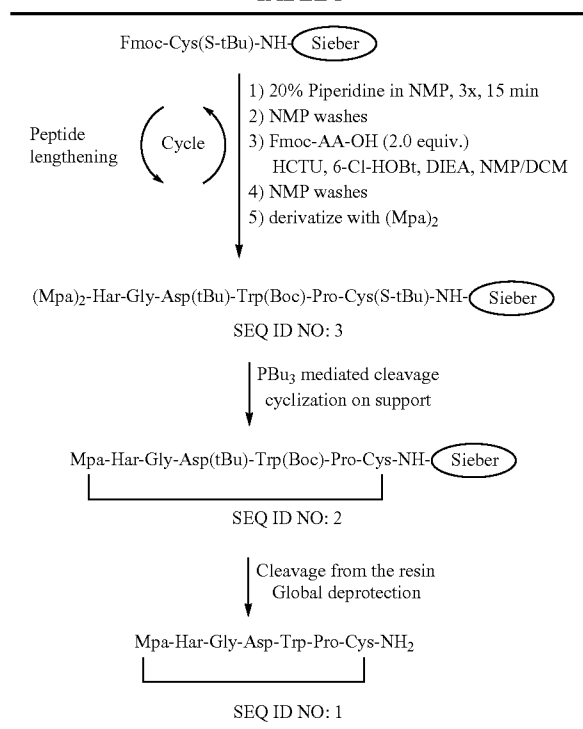 Fmoc-Cys(S-tBu)-NH-Sieber
1) 20% Piperidine in NMP, 3x, 15 min
2) NMP washes
3) Fmoc-AA-OH (2.0 equiv.)
HCTU, 6-Cl-HOBt, DIEA, NMP/DCM
4) NMP washes
5) derivatize with (Mpa)₂
Peptide
lengthening
Cycle
(Mpa)₂-Har-Gly-Asp(tBu)-Trp(Boc)-Pro-Cys(S-tBu)-NH-Sieber
SEQ ID NO: 3
PBu₃ mediated cleavage
cyclization on support
Mpa-Har-Gly-Asp(tBu)-Trp(Boc)-Pro-Cys-NH-Sieber
SEQ ID NO: 2
Cleavage from the resin
Global deprotection
Mpa-Har-Gly-Asp-Trp-Pro-Cys-NH₂
SEQ ID NO: 1